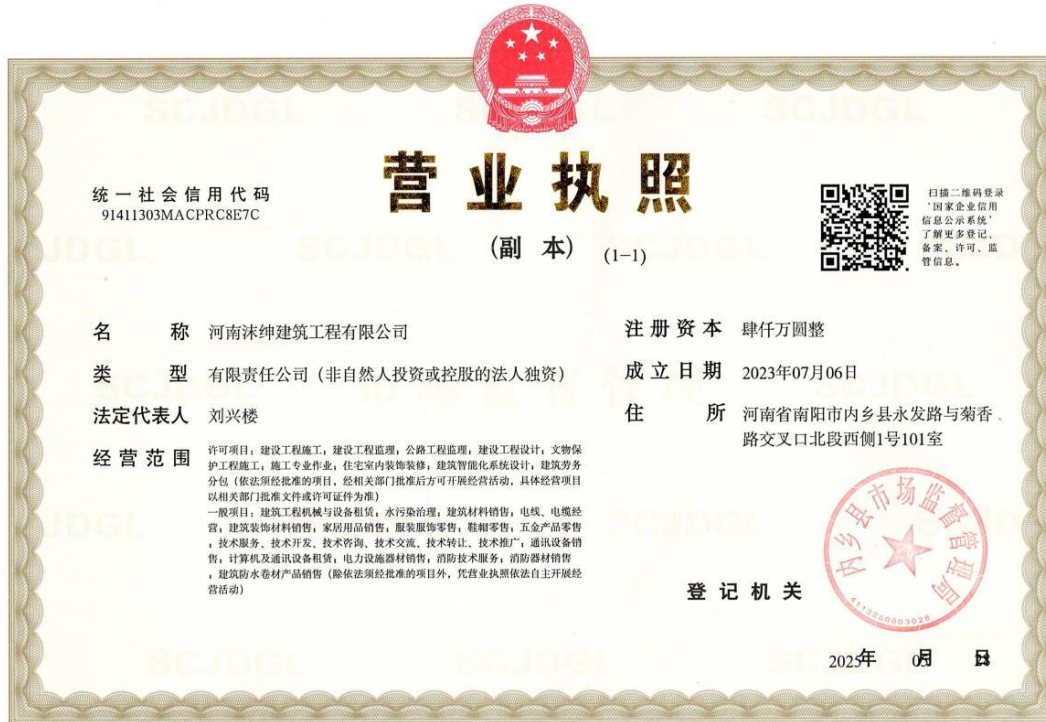 营业执照
(副 本) (1-1)
统一社会信用代码
91411303MACPRC8E7C
扫描二维码登录
'国家企业信用
信息公示系统'
了解更多登记、
备案、许可、监
管信息。
名 称 河南沫绅建筑工程有限公司
类 型 有限责任公司（非自然人投资或控股的法人独资）
法定代表人 刘兴楼
经营范围 许可项目：建设工程施工；建设工程监理；公路工程监理；建设工程设计；文物保
护工程施工；施工专业作业；住宅室内装饰装修；建筑智能化系统设计；建筑劳务
分包（依法须经批准的项目，经相关部门批准后方可开展经营活动，具体经营项目
以相关部门批准文件或许可证件为准）
一般项目：建筑工程机械与设备租赁；水污染治理；建筑材料销售；电线、电缆经
营；建筑装饰材料销售；家居用品销售；服装服饰零售；鞋帽零售；五金产品零售
；技术服务、技术开发、技术咨询、技术交流、技术转让、技术推广；通讯设备销
售；计算机及通讯设备租赁；电力设施器材销售；消防技术服务；消防器材销售
；建筑防水卷材产品销售（除依法须经批准的项目外，凭营业执照依法自主开展经
营活动）
注册资本 肆仟万圆整
成立日期 2023年07月06日
住 所 河南省南阳市内乡县永发路与菊香
路交叉口北段西侧1号101室
登记机关
内乡县市场监督管理局
4113250003028
2025年 月 日
SCJDGL